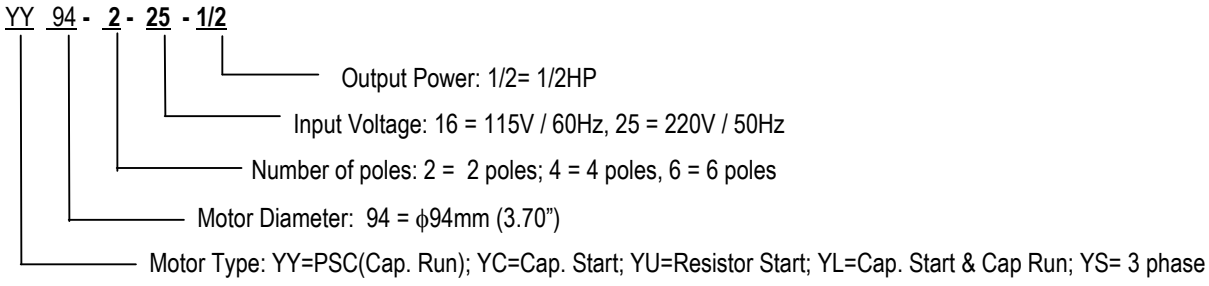 YY 94 - 2 - 25 - 1/2
Output Power: 1/2= 1/2HP
Input Voltage: 16 = 115V / 60Hz, 25 = 220V / 50Hz
Number of poles: 2 = 2 poles; 4 = 4 poles, 6 = 6 poles
Motor Diameter: 94 = ϕ94mm (3.70”)
Motor Type: YY=PSC(Cap. Run); YC=Cap. Start; YU=Resistor Start; YL=Cap. Start & Cap Run; YS= 3 phase